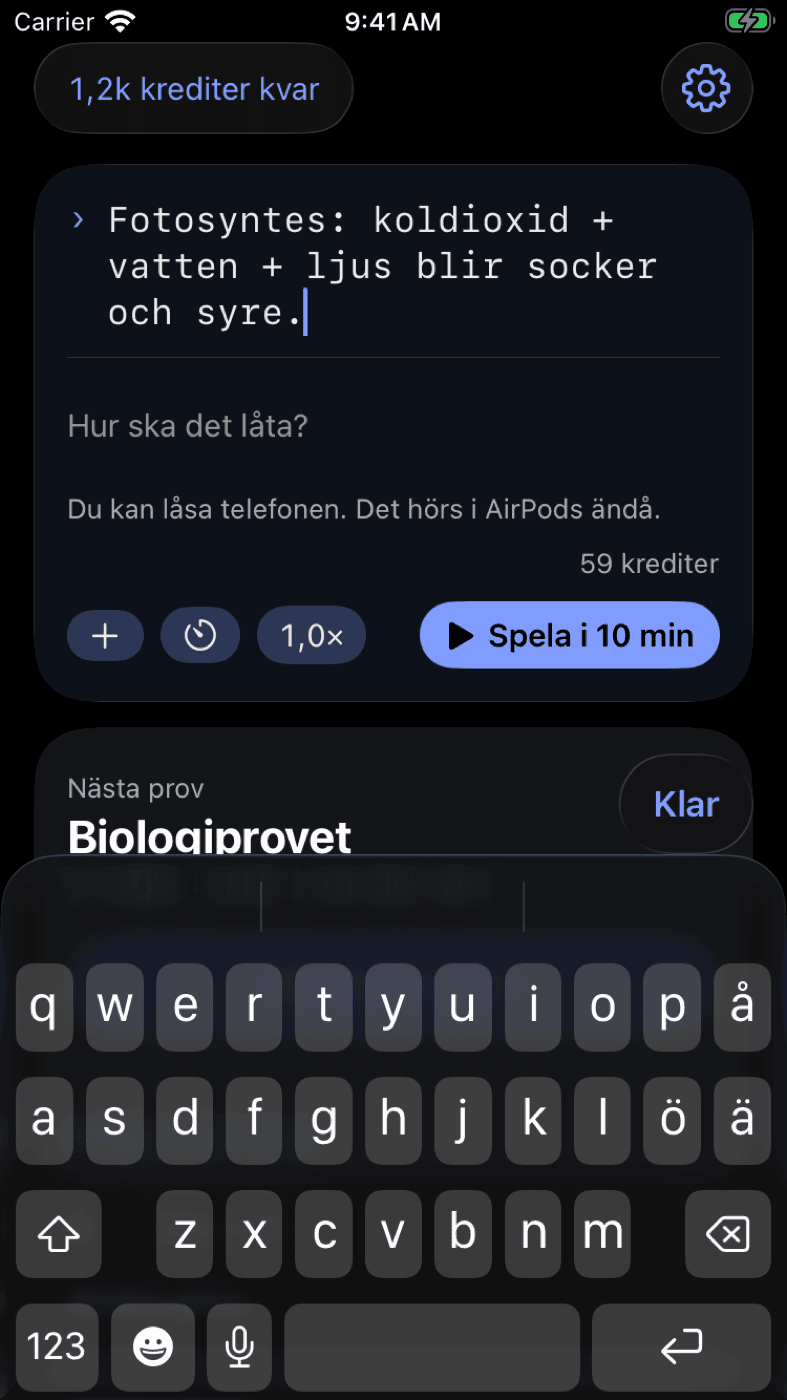 Carrier 9:41 AM
1,2k krediter kvar
› Fotosyntes: koldioxid +
vatten + ljus blir socker
och syre.
Hur ska det låta?
Du kan låsa telefonen. Det hörs i AirPods ändå.
59 krediter
1,0× Spela i 10 min
Nästa prov
Klar
Biologiprovet
q w e r t y u i o p å
a s d f g h j k l ö ä
z x c v b n m
123